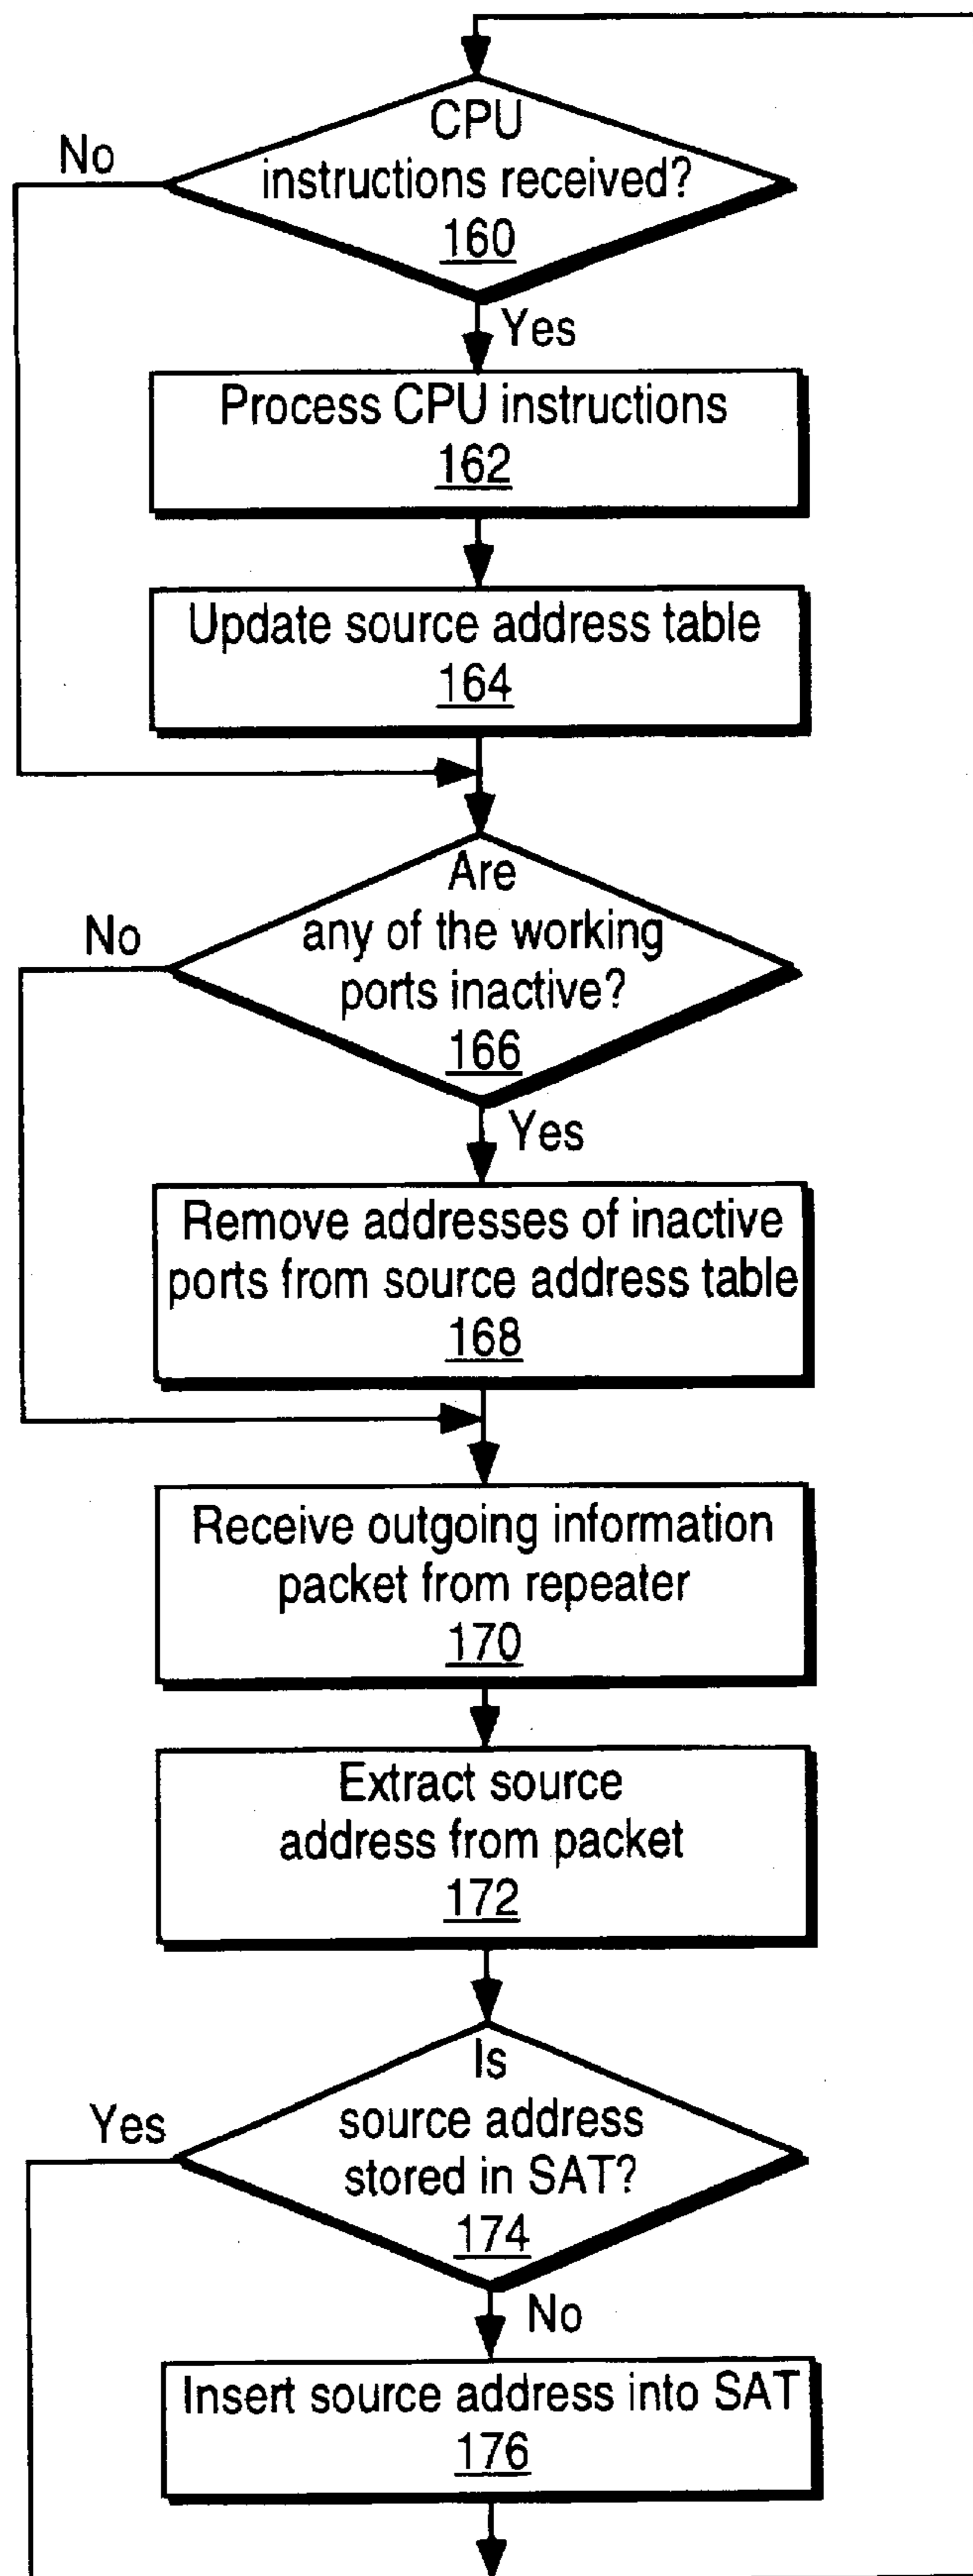 CPU
No
instructions received?
160
Yes
Process CPU instructions
162
Update source address table
164
Are
No
any of the working
ports inactive?
166
Yes
Remove addresses of inactive
ports from source address table
168
Receive outgoing information
packet from repeater
170
Extract source
address from packet
172
Is
Yes
source address
stored in SAT?
174
No
Insert source address into SAT
176